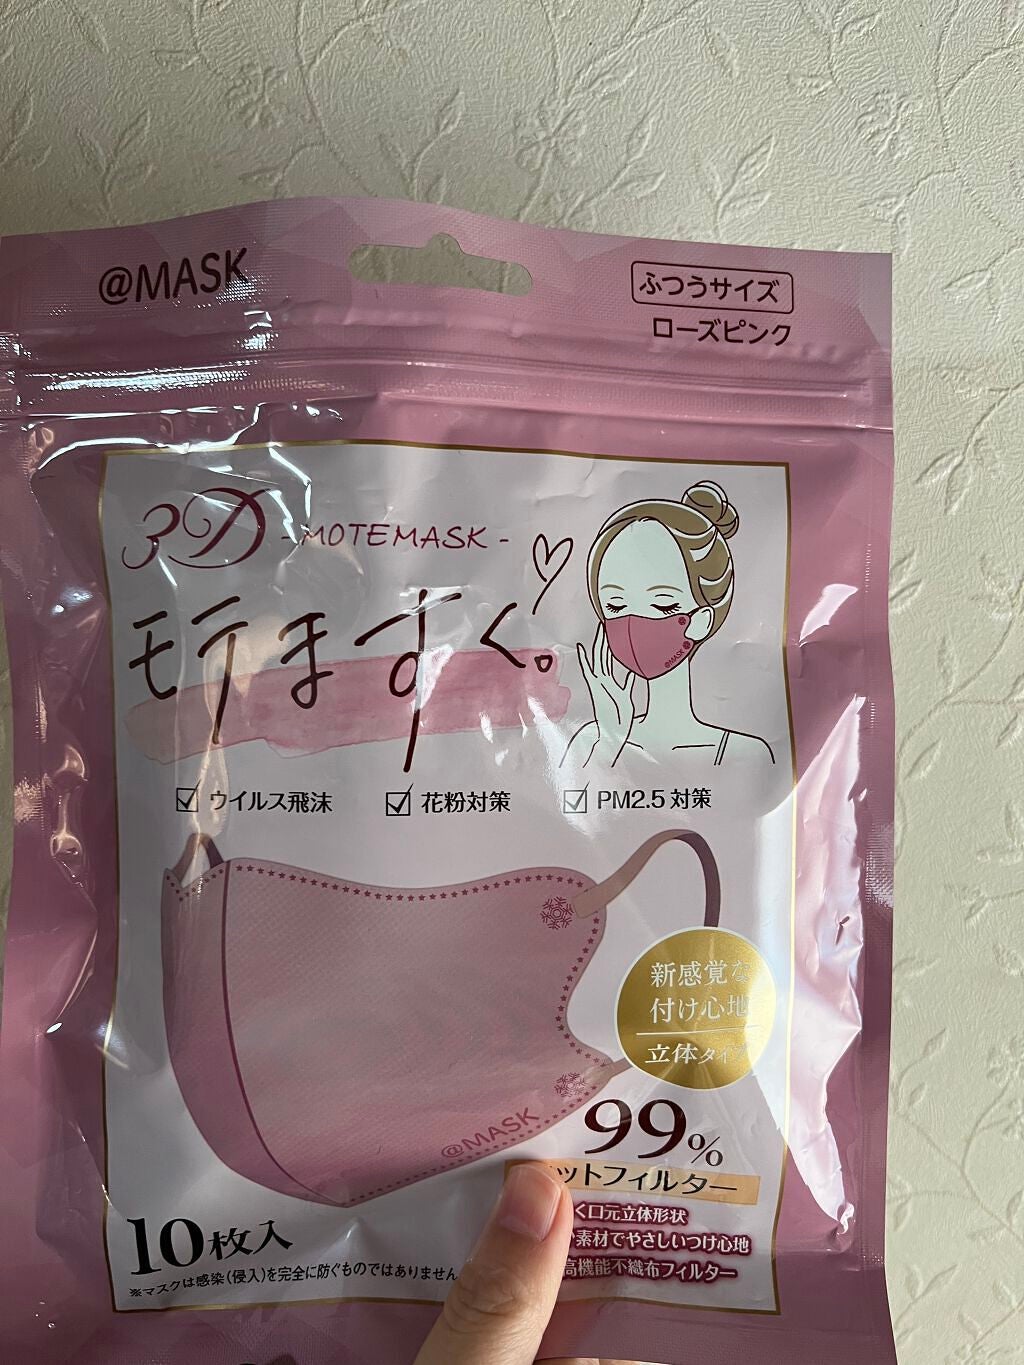 @MASK
ふつうサイズ
ローズピンク
3D -MOTEMASK-
モテますく。
@MASK
☑ ウイルス飛沫 ☑ 花粉対策 ☑ PM2.5対策
新感覚な
付け心地
立体タイプ
@MASK
99%
ットフィルター
く口元立体形状
素材でやさしいつけ心地
高機能不織布フィルター
10枚入
※マスクは感染(侵入)を完全に防ぐものではありません